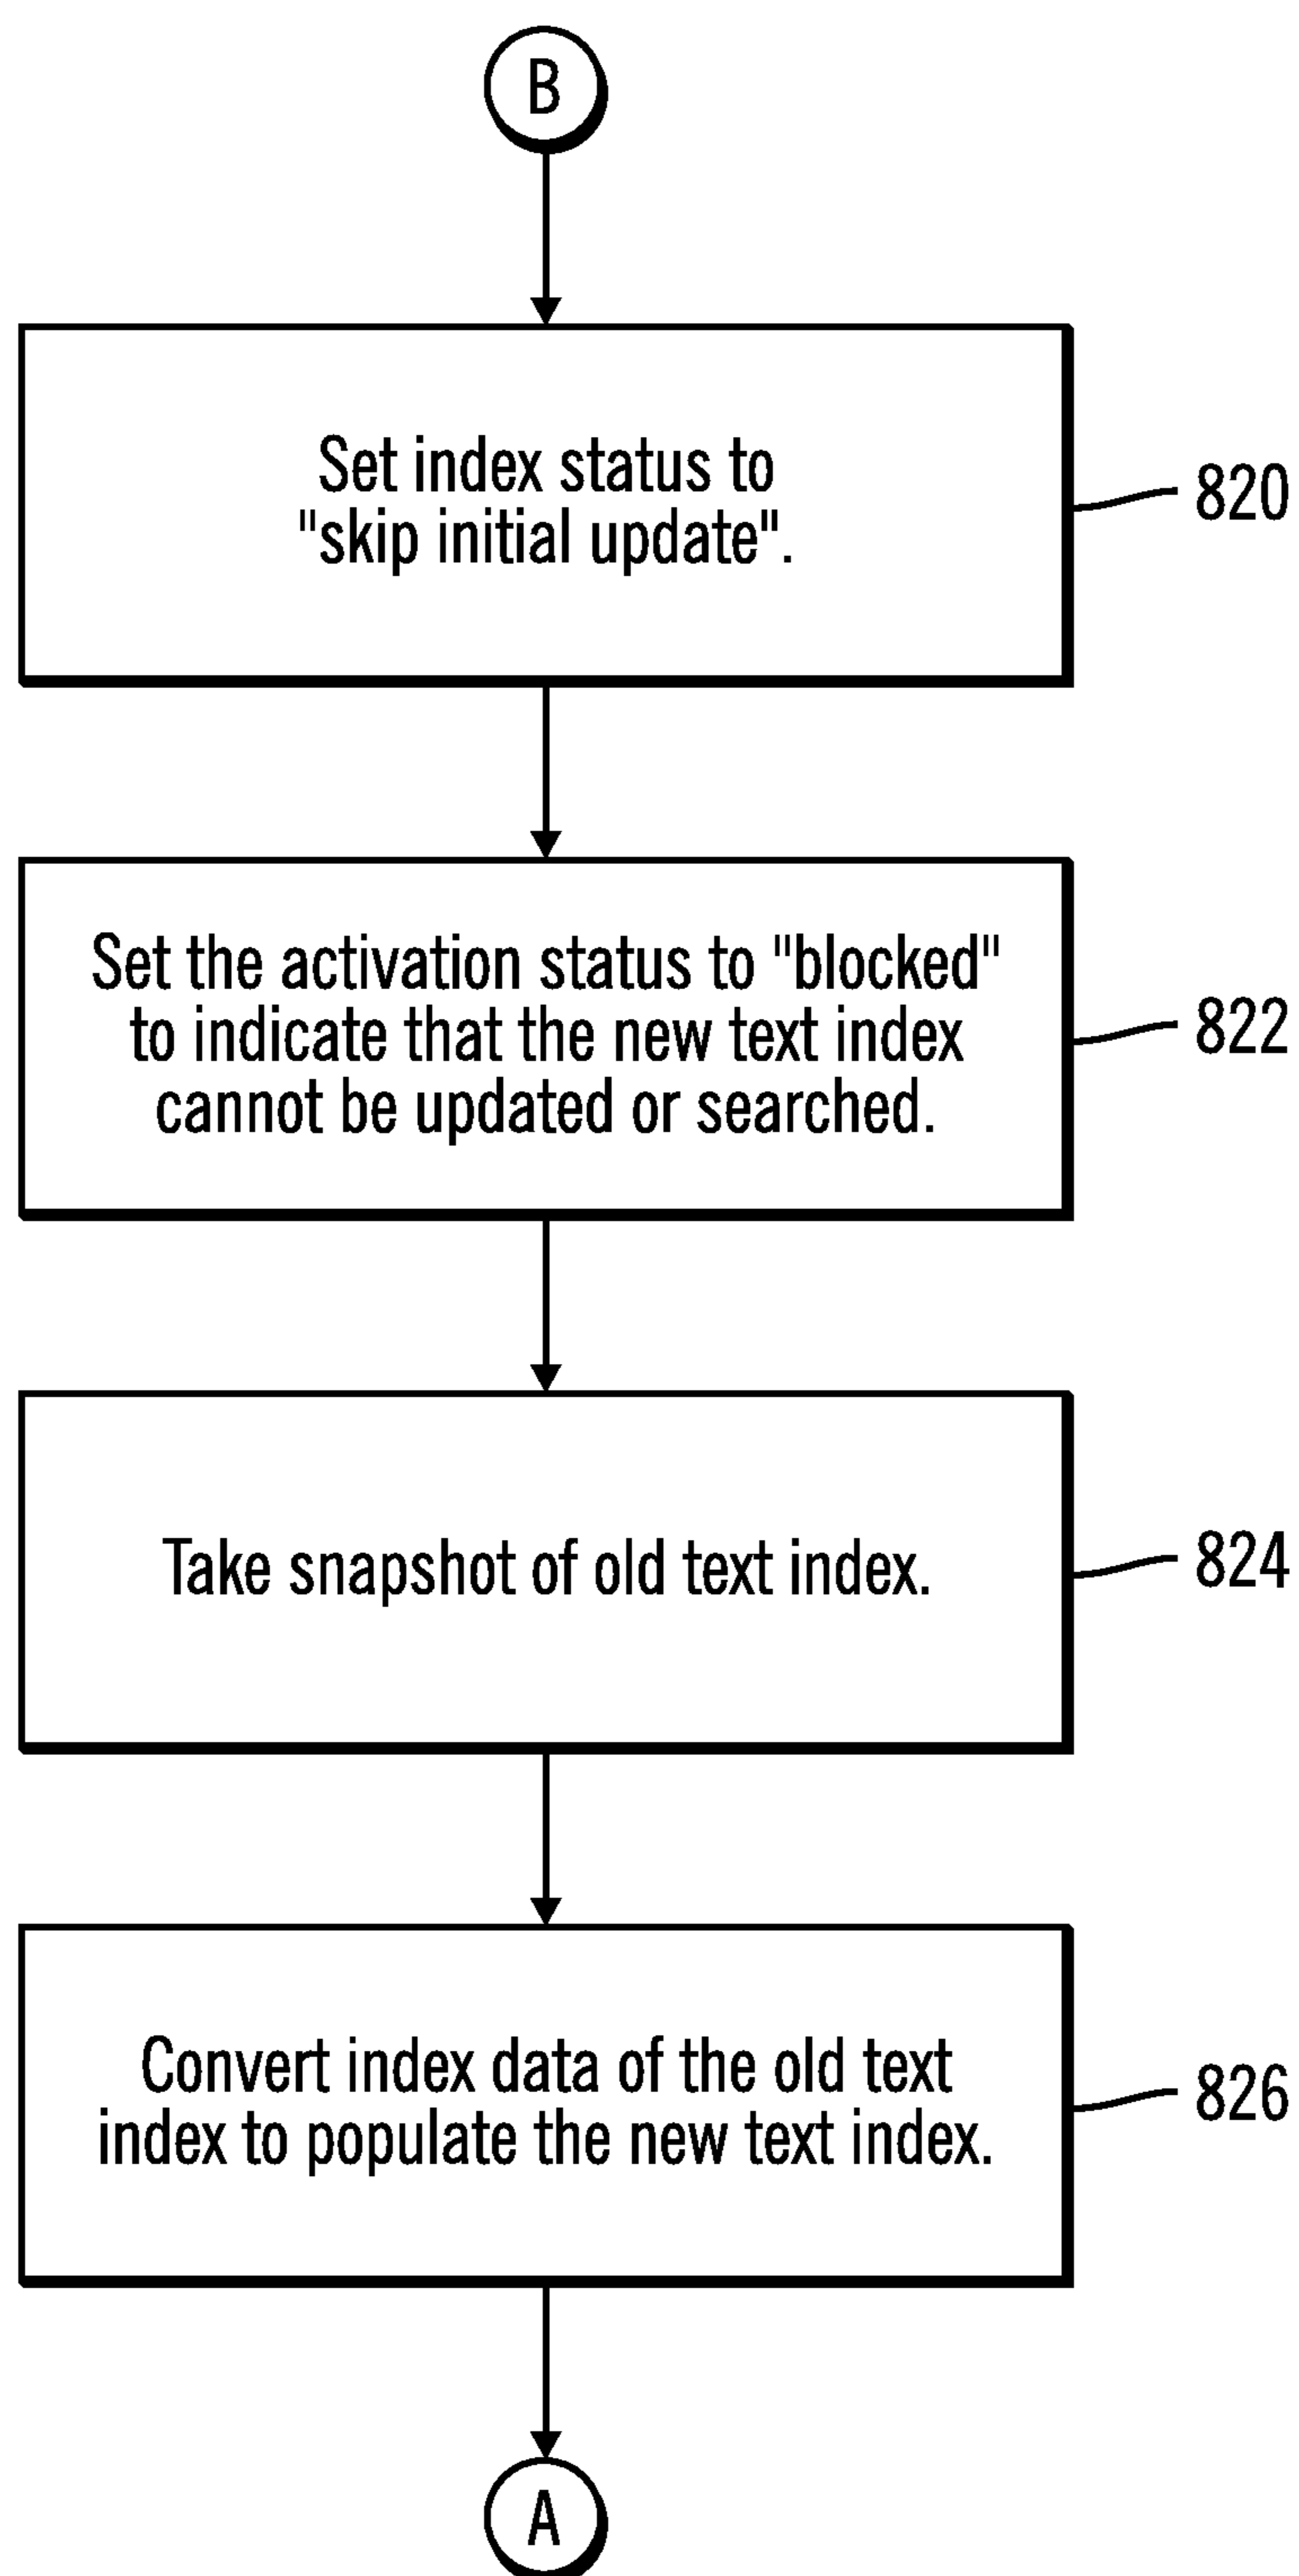 B
Set index status to
"skip initial update".
820
Set the activation status to "blocked"
to indicate that the new text index
cannot be updated or searched.
822
Take snapshot of old text index.
824
Convert index data of the old text
index to populate the new text index.
826
A